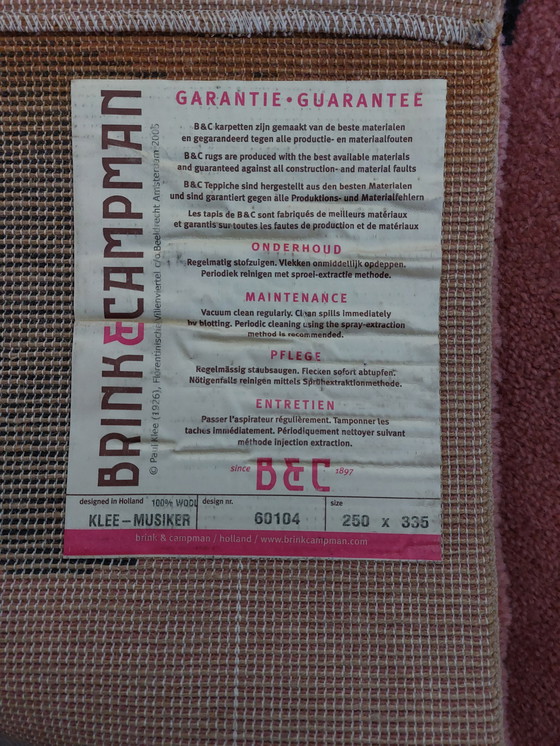 BRINK&CAMPMAN
© Paul Klee (1926), Florentinische Villenviertel c/o Beeldrecht Amsterdam 2005
GARANTIE • GUARANTEE
B&C karpetten zijn gemaakt van de beste materialen
en gegarandeerd tegen alle productie- en materiaalfouten
B&C rugs are produced with the best available materials
and guaranteed against all construction- and material faults
B&C Teppiche sind hergestellt aus den besten Materialen
und sind garantiert gegen alle Produktions- und Materialfehlern
Les tapis de B&C sont fabriqués de meilleurs matériaux
et garantis sur toutes les fautes de production et de matériaux
ONDERHOUD
Regelmatig stofzuigen. Vlekken onmiddellijk opdeppen.
Periodiek reinigen met sproei-extractie methode.
MAINTENANCE
Vacuum clean regularly. Clean spills immediately
by blotting. Periodic cleaning using the spray-extraction
method is recommended.
PFLEGE
Regelmässig staubsaugen. Flecken sofort abtupfen.
Nötigenfalls reinigen mittels Sprühextraktionmethode.
ENTRETIEN
Passer l'aspirateur régulièrement. Tamponner les
taches immédiatement. Périodiquement nettoyer suivant
méthode injection extraction.
since B&C 1897
designed in Holland 100% WOOL design nr. size
KLEE-MUSIKER 60104 250 x 335
brink & campman / holland / www.brinkcampman.com